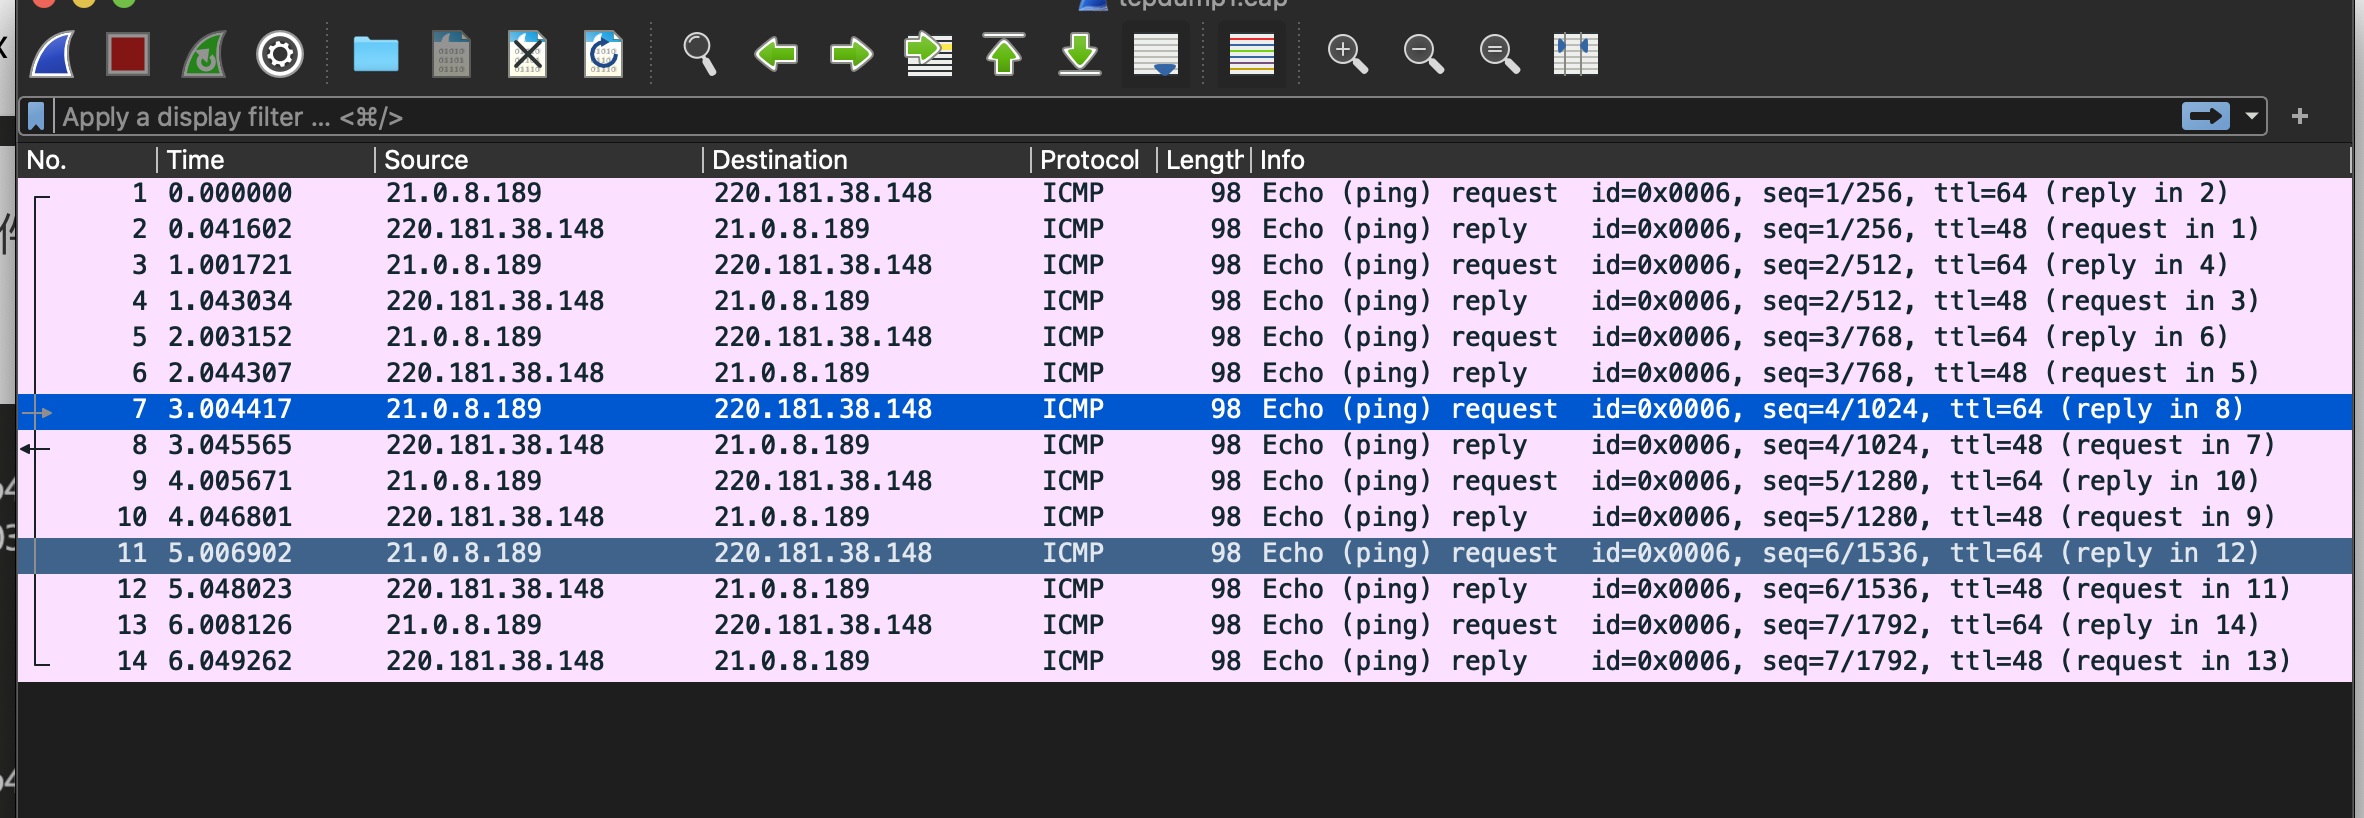 tcpdump1.cap
Apply a display filter ... <⌘/>
No. Time Source Destination Protocol Length Info
1 0.000000 21.0.8.189 220.181.38.148 ICMP 98 Echo (ping) request id=0x0006, seq=1/256, ttl=64 (reply in 2)
2 0.041602 220.181.38.148 21.0.8.189 ICMP 98 Echo (ping) reply id=0x0006, seq=1/256, ttl=48 (request in 1)
3 1.001721 21.0.8.189 220.181.38.148 ICMP 98 Echo (ping) request id=0x0006, seq=2/512, ttl=64 (reply in 4)
4 1.043034 220.181.38.148 21.0.8.189 ICMP 98 Echo (ping) reply id=0x0006, seq=2/512, ttl=48 (request in 3)
5 2.003152 21.0.8.189 220.181.38.148 ICMP 98 Echo (ping) request id=0x0006, seq=3/768, ttl=64 (reply in 6)
6 2.044307 220.181.38.148 21.0.8.189 ICMP 98 Echo (ping) reply id=0x0006, seq=3/768, ttl=48 (request in 5)
7 3.004417 21.0.8.189 220.181.38.148 ICMP 98 Echo (ping) request id=0x0006, seq=4/1024, ttl=64 (reply in 8)
8 3.045565 220.181.38.148 21.0.8.189 ICMP 98 Echo (ping) reply id=0x0006, seq=4/1024, ttl=48 (request in 7)
9 4.005671 21.0.8.189 220.181.38.148 ICMP 98 Echo (ping) request id=0x0006, seq=5/1280, ttl=64 (reply in 10)
10 4.046801 220.181.38.148 21.0.8.189 ICMP 98 Echo (ping) reply id=0x0006, seq=5/1280, ttl=48 (request in 9)
11 5.006902 21.0.8.189 220.181.38.148 ICMP 98 Echo (ping) request id=0x0006, seq=6/1536, ttl=64 (reply in 12)
12 5.048023 220.181.38.148 21.0.8.189 ICMP 98 Echo (ping) reply id=0x0006, seq=6/1536, ttl=48 (request in 11)
13 6.008126 21.0.8.189 220.181.38.148 ICMP 98 Echo (ping) request id=0x0006, seq=7/1792, ttl=64 (reply in 14)
14 6.049262 220.181.38.148 21.0.8.189 ICMP 98 Echo (ping) reply id=0x0006, seq=7/1792, ttl=48 (request in 13)